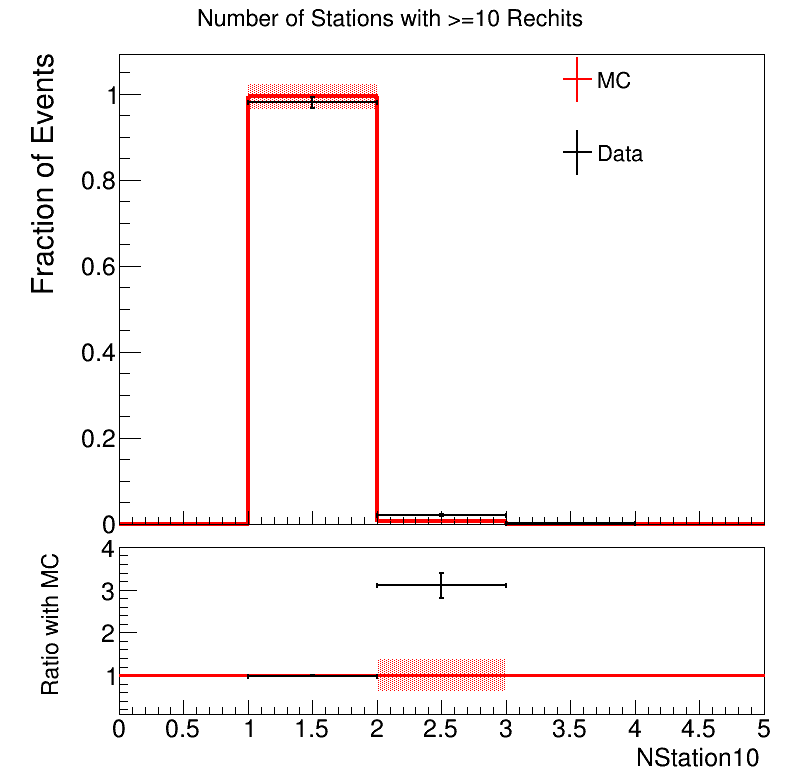 Number of Stations with >=10 Rechits
Fraction of Events
1
0.8
0.6
0.4
0.2
0
MC
Data
Ratio with MC
4
3
2
1
0 0.5 1 1.5 2 2.5 3 3.5 4 4.5 5
NStation10